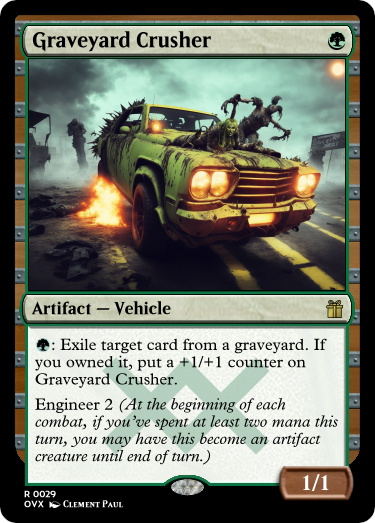 Graveyard Crusher
Artifact — Vehicle
: Exile target card from a graveyard. If
you owned it, put a +1/+1 counter on
Graveyard Crusher.
Engineer 2 (At the beginning of each
combat, if you’ve spent at least two mana this
turn, you may have this become an artifact
creature until end of turn.)
1/1
R 0029
OVX Clement Paul